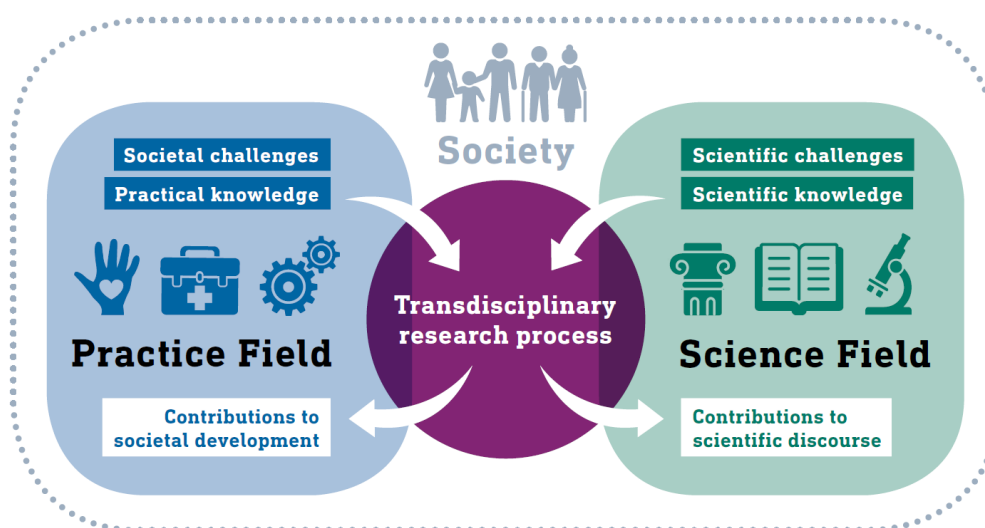 Society
Societal challenges
Practical knowledge
Practice Field
Contributions to
societal development
Transdisciplinary
research process
Scientific challenges
Scientific knowledge
Science Field
Contributions to
scientific discourse